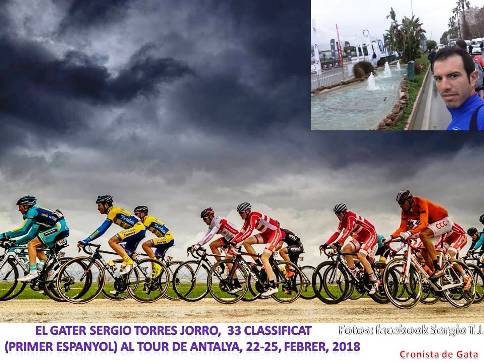 EL GATER SERGIO TORRES JORRO, 33 CLASSIFICAT
(PRIMER ESPANYOL) AL TOUR DE ANTALYA, 22-25, FEBRER, 2018
Fotos: facebook Sergio T.J.
Cronista de Gata
CCC